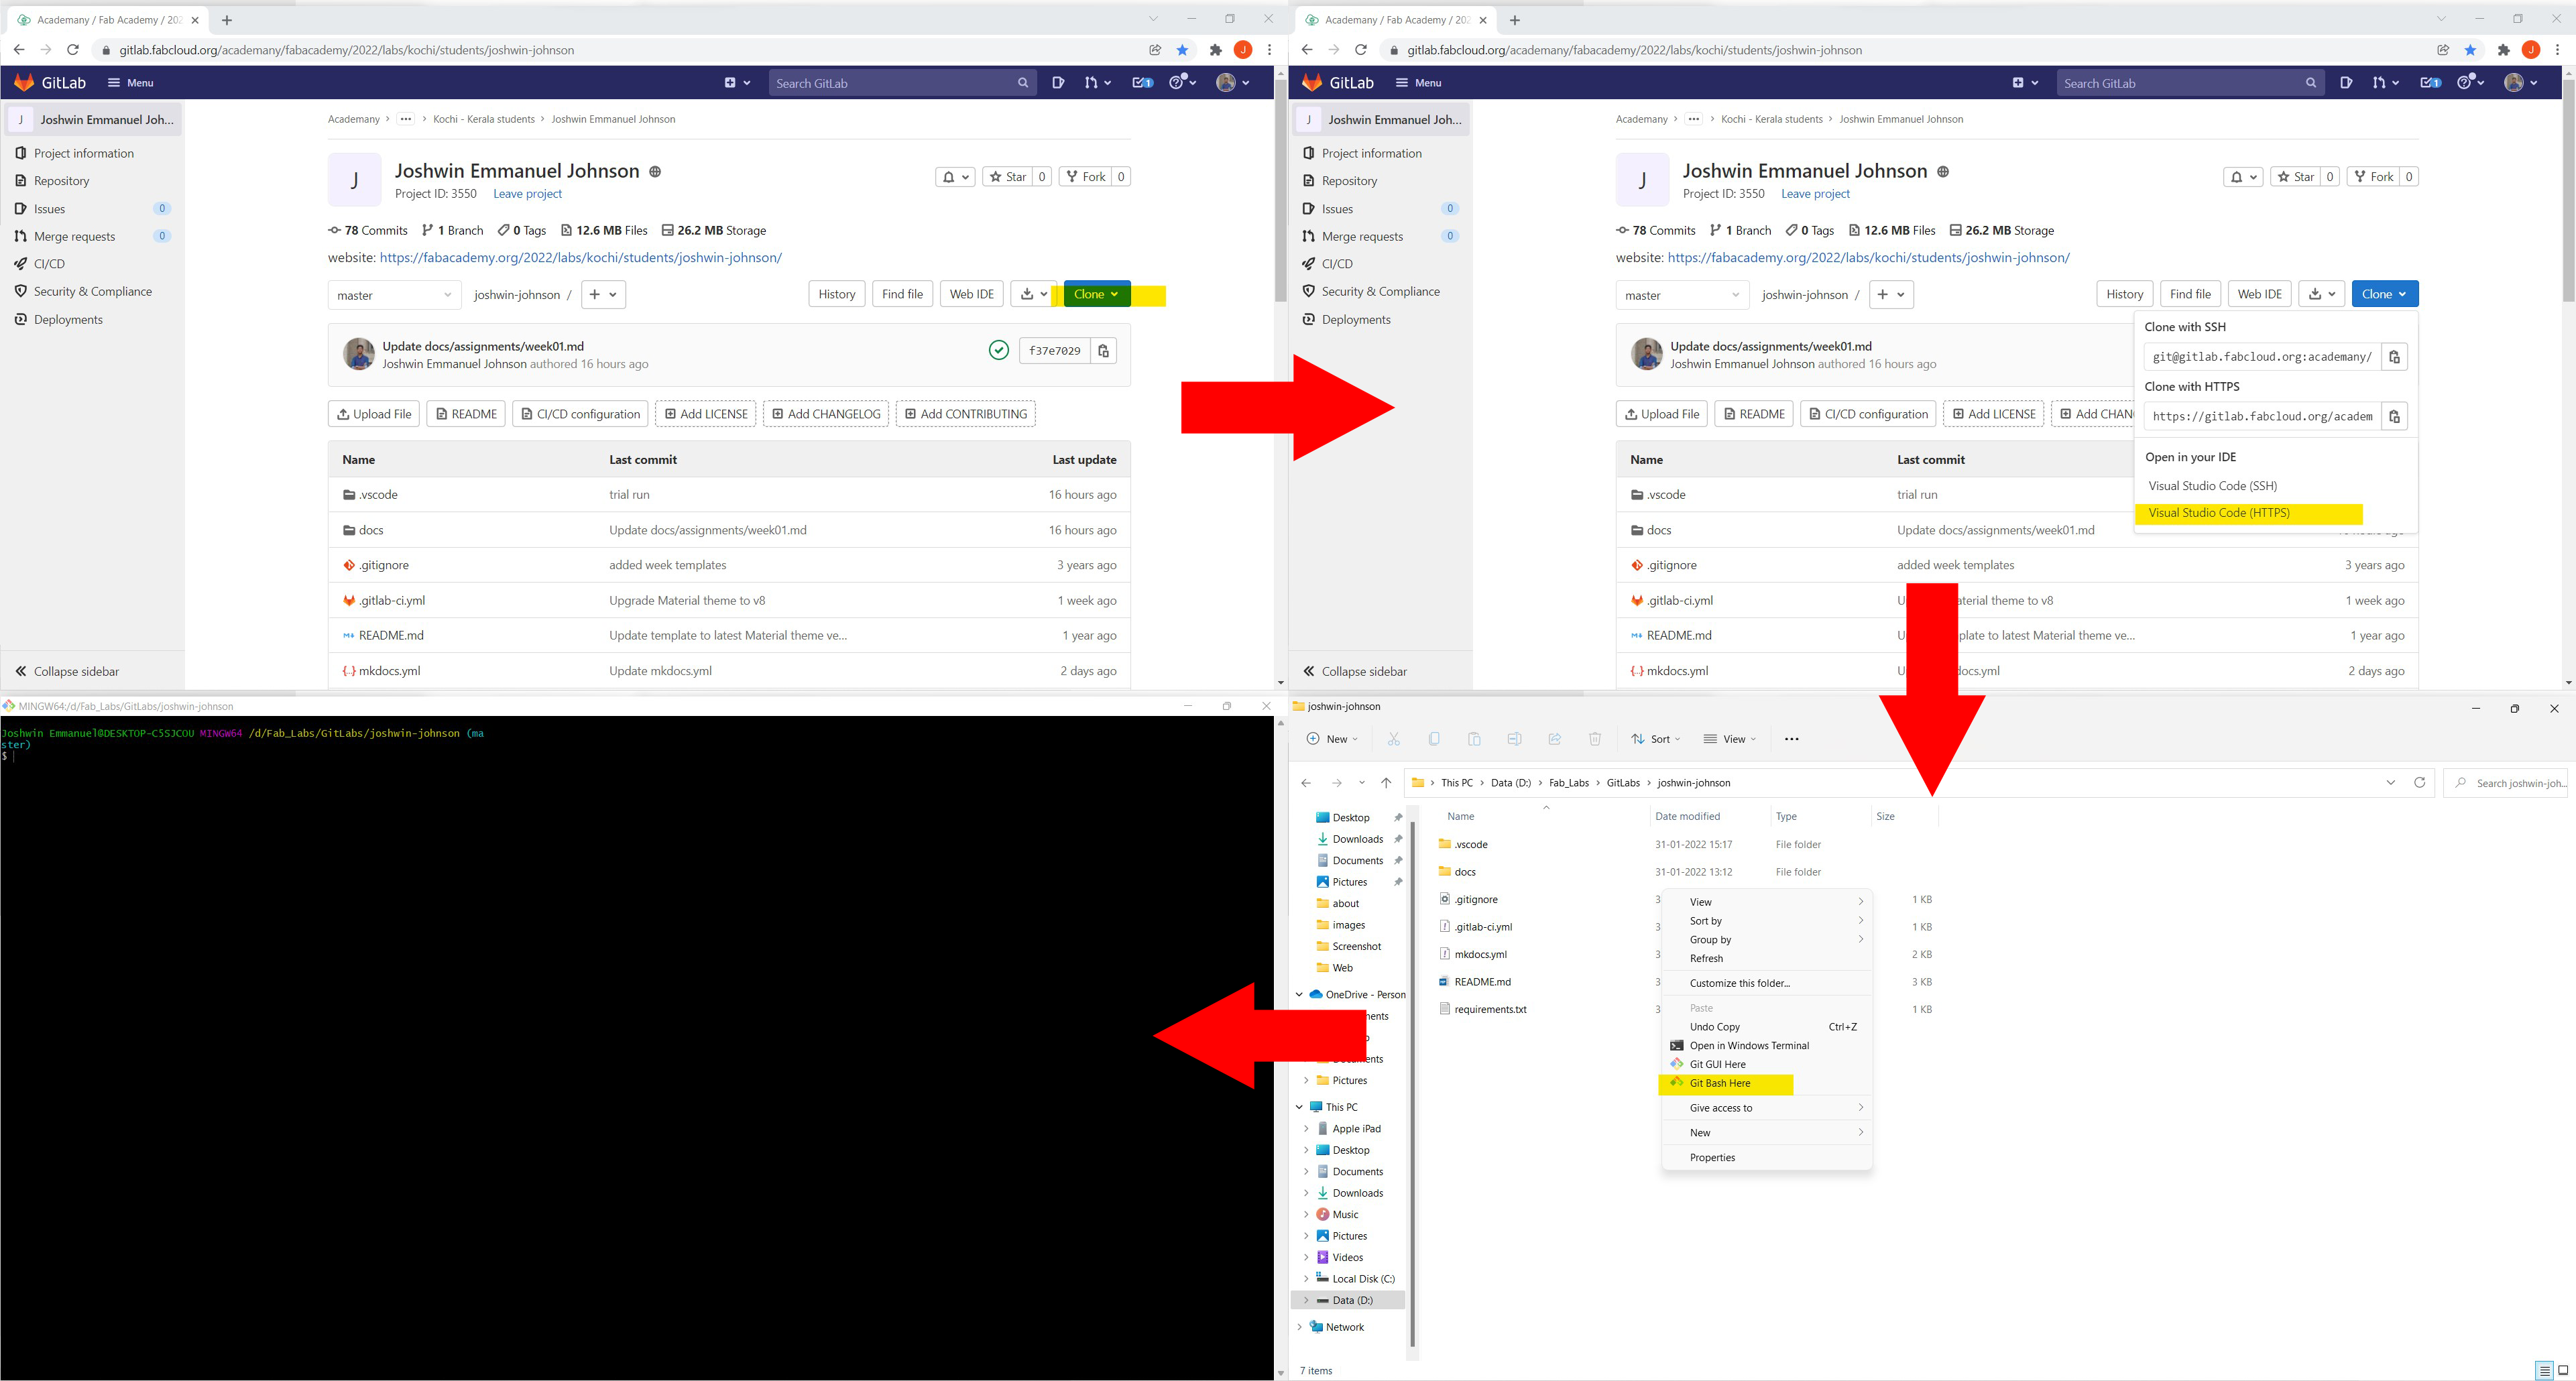 Academany / Fab Academy / 202
gitlab.fabcloud.org/academany/fabacademy/2022/labs/kochi/students/joshwin-johnson
J
GitLab Menu Search GitLab 1
J Joshwin Emmanuel Joh...
Project information
Repository
Issues 0
Merge requests 0
CI/CD
Security & Compliance
Deployments
Collapse sidebar
Academany > ... > Kochi - Kerala students > Joshwin Emmanuel Johnson
J
Joshwin Emmanuel Johnson
Project ID: 3550 Leave project
Star 0 Fork 0
78 Commits 1 Branch 0 Tags 12.6 MB Files 26.2 MB Storage
website: https://fabacademy.org/2022/labs/kochi/students/joshwin-johnson/
master joshwin-johnson / + History Find file Web IDE Clone
Update docs/assignments/week01.md
Joshwin Emmanuel Johnson authored 16 hours ago
f37e7029
Upload File README CI/CD configuration Add LICENSE Add CHANGELOG Add CONTRIBUTING
Name Last commit Last update
.vscode trial run 16 hours ago
docs Update docs/assignments/week01.md 16 hours ago
.gitignore added week templates 3 years ago
.gitlab-ci.yml Upgrade Material theme to v8 1 week ago
README.md Update template to latest Material theme ve... 1 year ago
mkdocs.yml Update mkdocs.yml 2 days ago
Academany / Fab Academy / 202
gitlab.fabcloud.org/academany/fabacademy/2022/labs/kochi/students/joshwin-johnson
J
GitLab Menu Search GitLab 1
J Joshwin Emmanuel Joh...
Project information
Repository
Issues 0
Merge requests 0
CI/CD
Security & Compliance
Deployments
Collapse sidebar
Academany > ... > Kochi - Kerala students > Joshwin Emmanuel Johnson
J
Joshwin Emmanuel Johnson
Project ID: 3550 Leave project
Star 0 Fork 0
78 Commits 1 Branch 0 Tags 12.6 MB Files 26.2 MB Storage
website: https://fabacademy.org/2022/labs/kochi/students/joshwin-johnson/
master joshwin-johnson / + History Find file Web IDE Clone
Update docs/assignments/week01.md
Joshwin Emmanuel Johnson authored 16 hours ago
Clone with SSH
git@gitlab.fabcloud.org:academany/
Clone with HTTPS
https://gitlab.fabcloud.org/academ
Open in your IDE
Visual Studio Code (SSH)
Visual Studio Code (HTTPS)
Upload File README CI/CD configuration Add LICENSE Add CHAN
Name Last commit
.vscode trial run
docs Update docs/assignments/week01.md
.gitignore added week templates 3 years ago
.gitlab-ci.yml U aterial theme to v8 1 week ago
README.md U plate to latest Material theme ve... 1 year ago
mkdocs.yml U docs.yml 2 days ago
MINGW64:/d/Fab_Labs/GitLabs/joshwin-johnson
Joshwin Emmanuel@DESKTOP-C5SJCOU MINGW64 /d/Fab_Labs/GitLabs/joshwin-johnson (ma
ster)
$
joshwin-johnson
New Sort View ...
This PC > Data (D:) > Fab_Labs > GitLabs > joshwin-johnson Search joshwin-joh...
Desktop
Downloads
Documents
Pictures
about
images
Screenshot
Web
OneDrive - Person
ments
p
Documents
Pictures
This PC
Apple iPad
Desktop
Documents
Downloads
Music
Pictures
Videos
Local Disk (C:)
Data (D:)
Network
7 items
Name Date modified Type Size
.vscode 31-01-2022 15:17 File folder
docs 31-01-2022 13:12 File folder
.gitignore 3 1 KB
.gitlab-ci.yml 3 1 KB
mkdocs.yml 3 2 KB
README.md 3 3 KB
requirements.txt 3 1 KB
View
Sort by
Group by
Refresh
Customize this folder...
Paste
Undo Copy Ctrl+Z
Open in Windows Terminal
Git GUI Here
Git Bash Here
Give access to
New
Properties